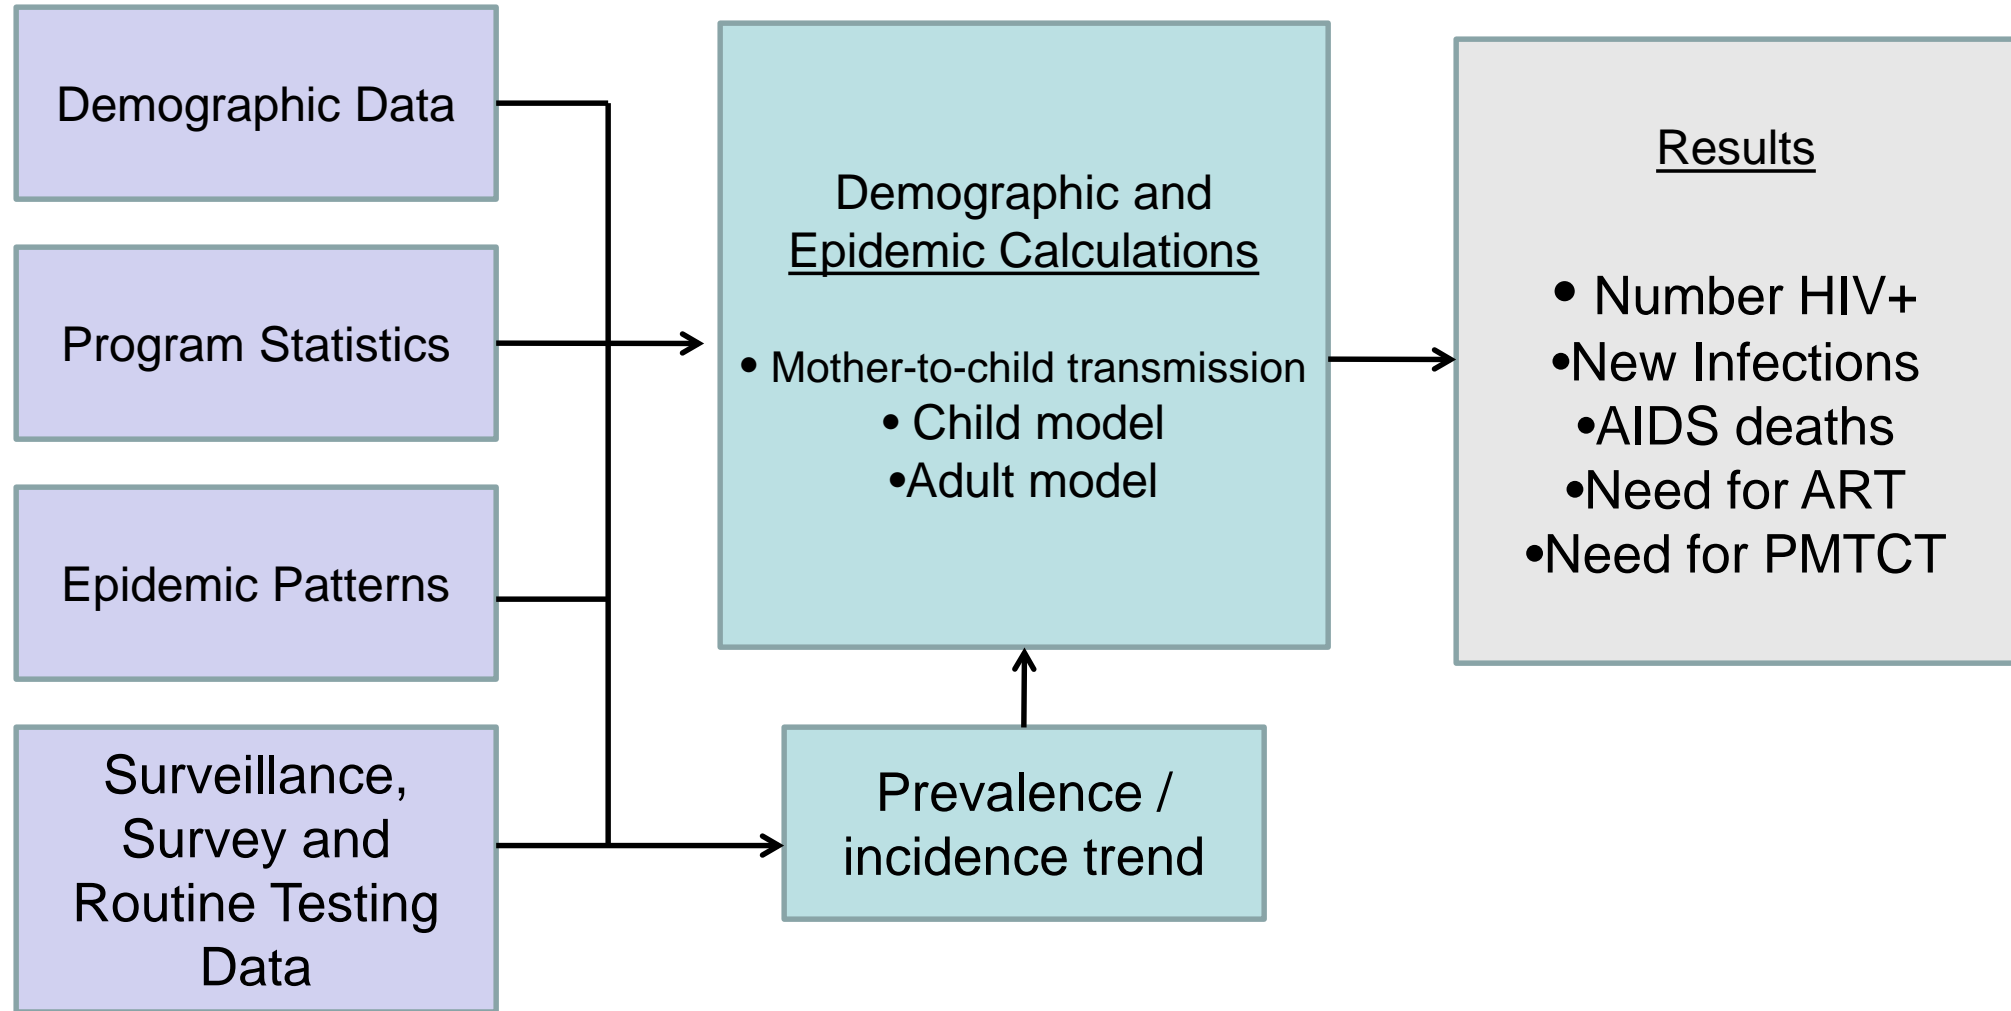 Demographic Data
Program Statistics
Epidemic Patterns
Surveillance,
Survey and
Routine Testing
Data
Demographic and
Epidemic Calculations
• Mother-to-child transmission
• Child model
•Adult model
Prevalence /
incidence trend
Results
• Number HIV+
•New Infections
•AIDS deaths
•Need for ART
•Need for PMTCT